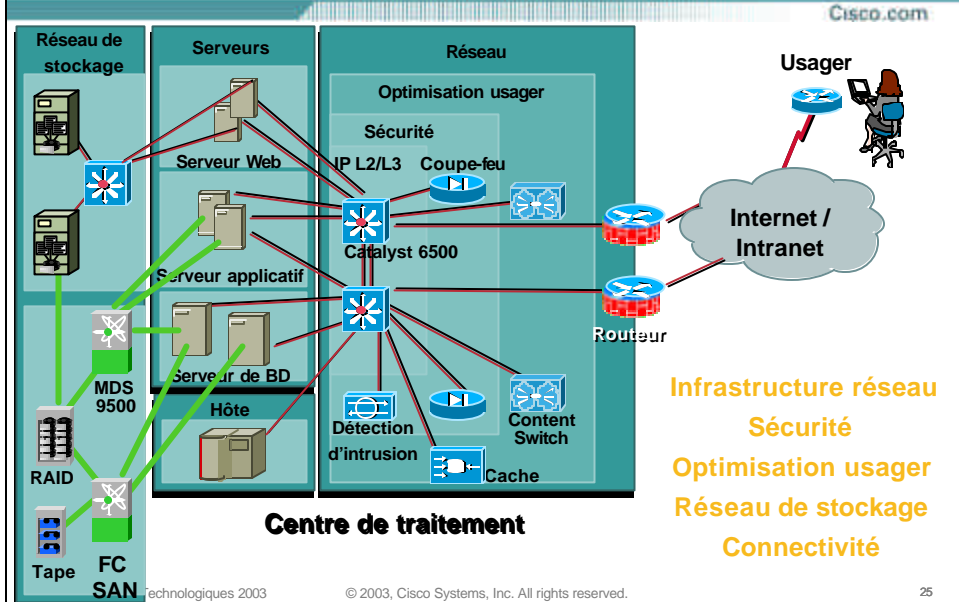 Cisco.com
Réseau de
stockage
Serveurs
Réseau
Usager
Optimisation usager
Sécurité
IP L2/L3
Coupe-feu
Serveur Web
Internet /
Intranet
Catalyst 6500
Serveur applicatif
Routeur
MDS
9500
Serveur de BD
Infrastructure réseau
Sécurité
Optimisation usager
Réseau de stockage
Connectivité
Hôte
Détection
d'intrusion
Content
Switch
Cache
RAID
Centre de traitement
Tape
FC
SAN
Technologiques 2003
© 2003, Cisco Systems, Inc. All rights reserved.
25